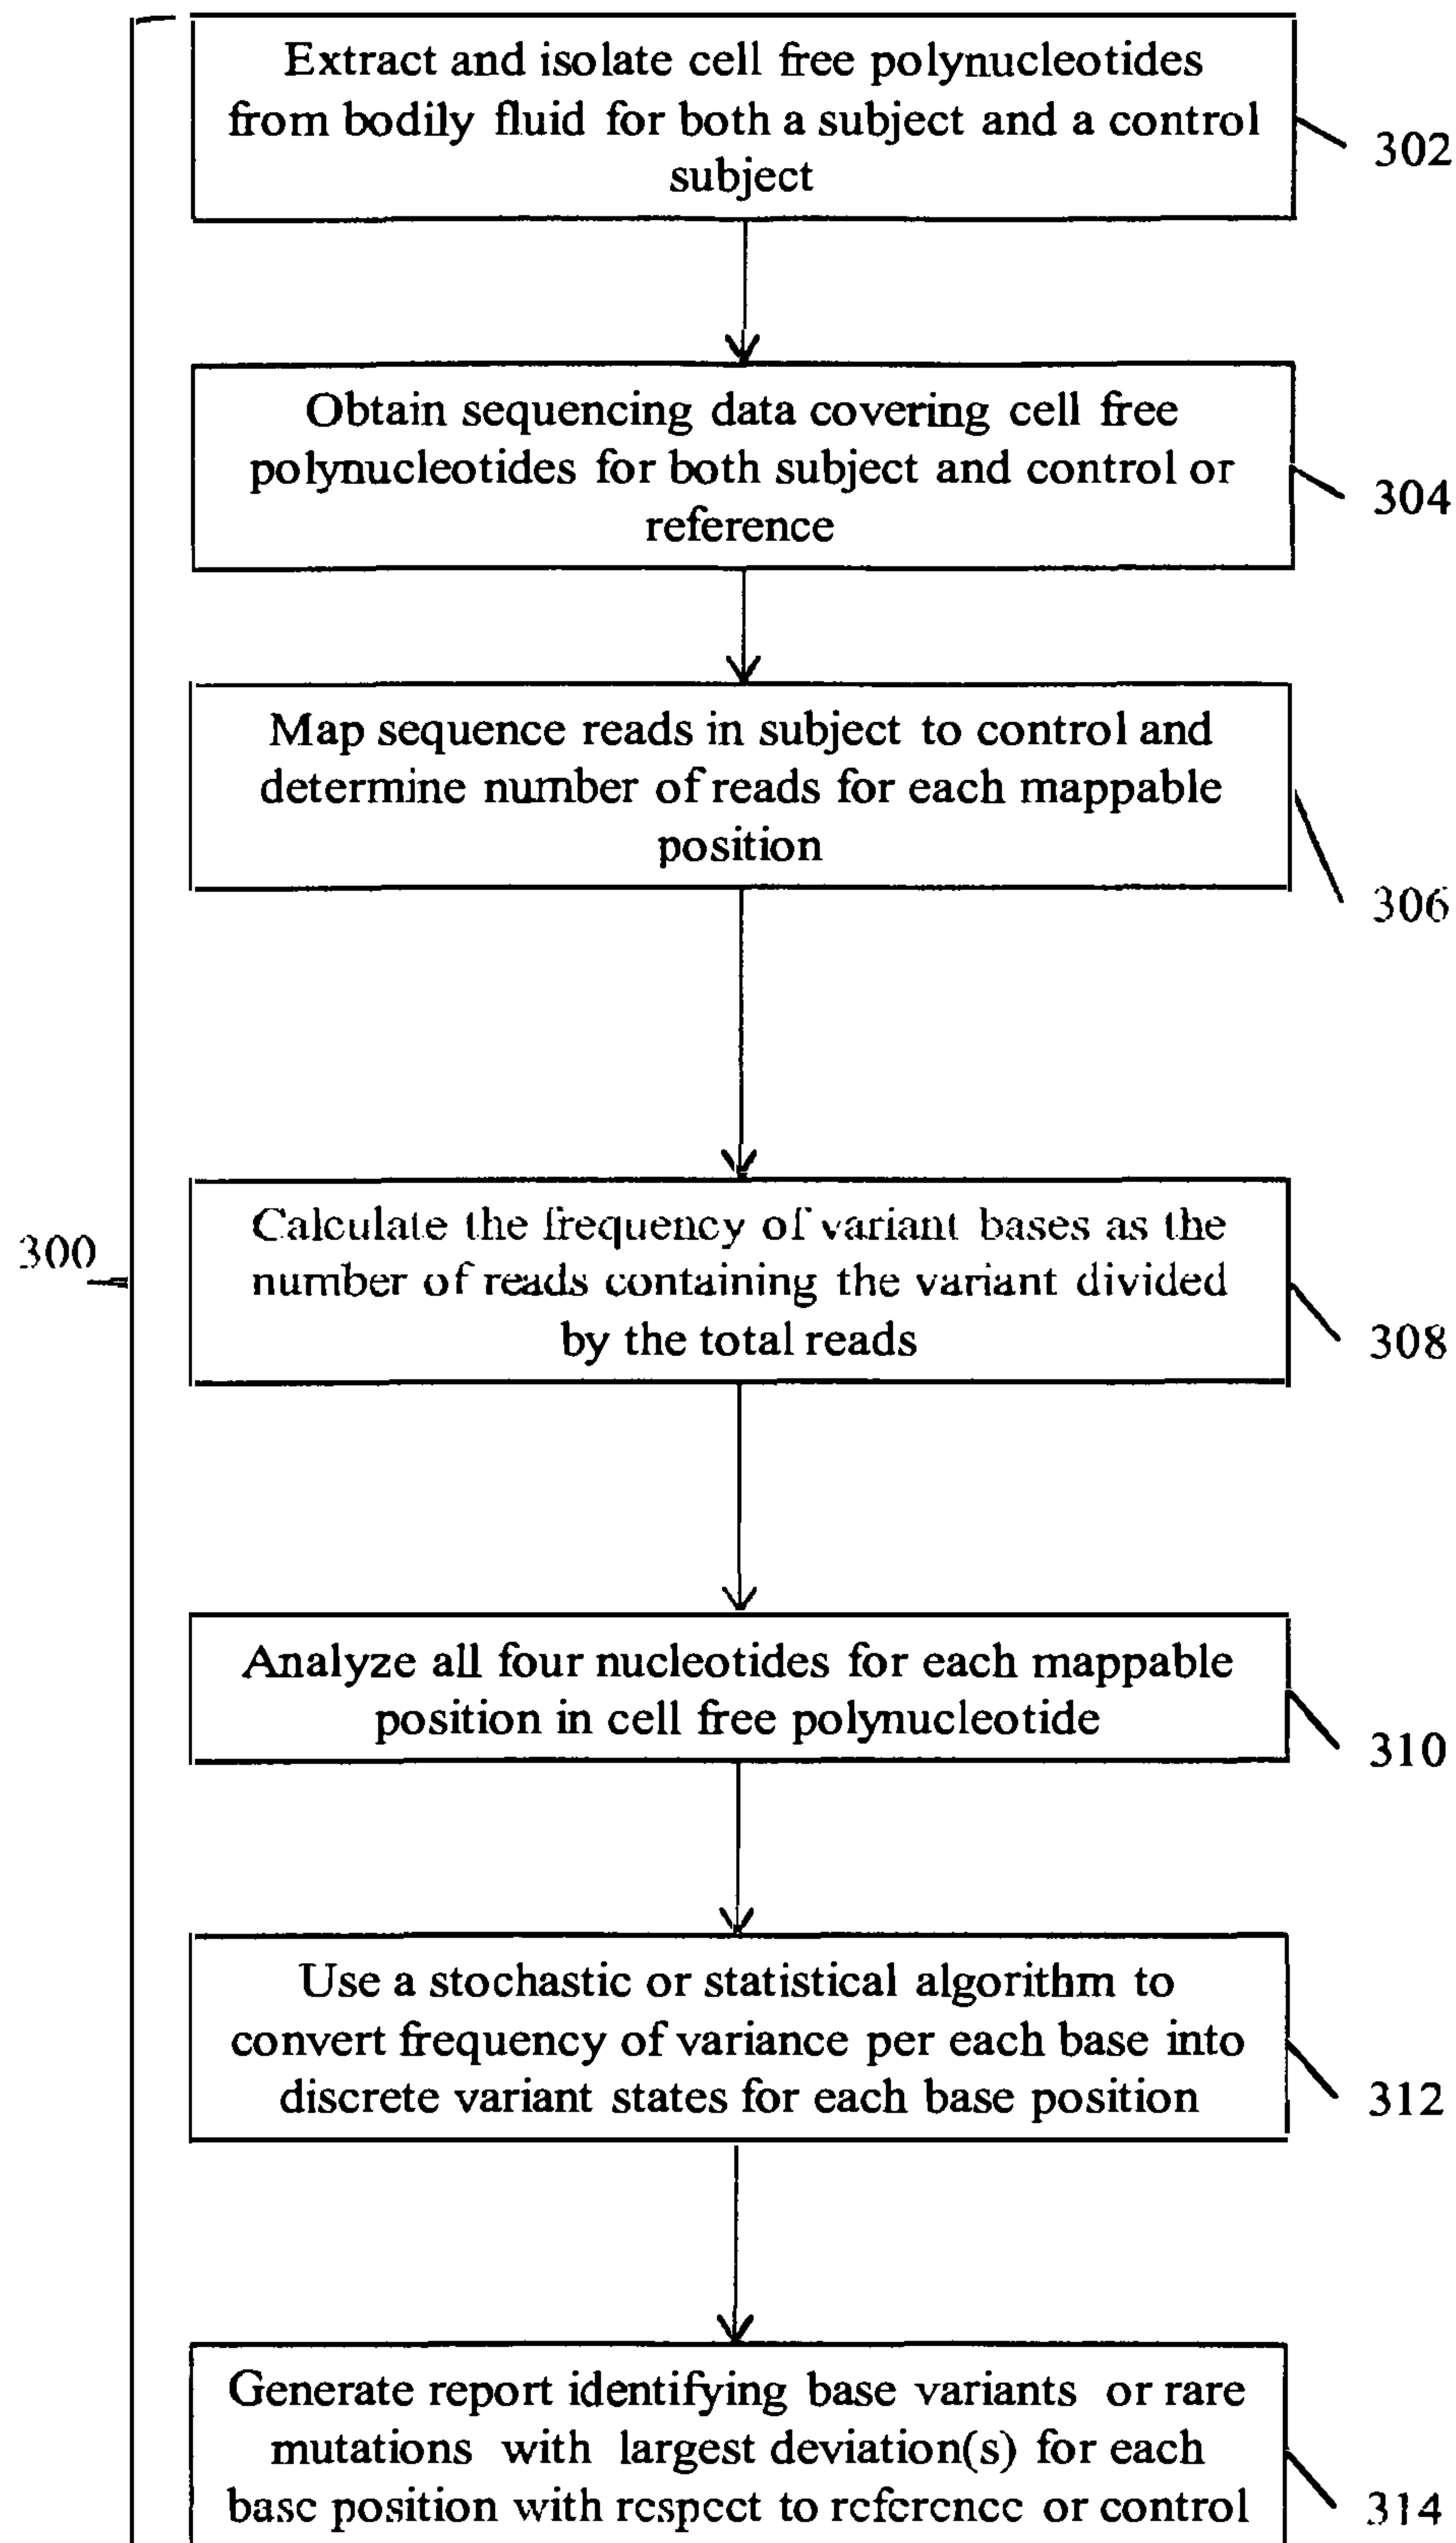 Extract and isolate cell free polynucleotides
from bodily fluid for both a subject and a control
subject
302
Obtain sequencing data covering cell free
polynucleotides for both subject and control or
reference
304
Map sequence reads in subject to control and
determine number of reads for each mappable
position
306
300
Calculate the frequency of variant bases as the
number of reads containing the variant divided
by the total reads
308
Analyze all four nucleotides for each mappable
position in cell free polynucleotide
310
Use a stochastic or statistical algorithm to
convert frequency of variance per each base into
discrete variant states for each base position
312
Generate report identifying base variants or rare
mutations with largest deviation(s) for each
base position with respect to reference or control
314